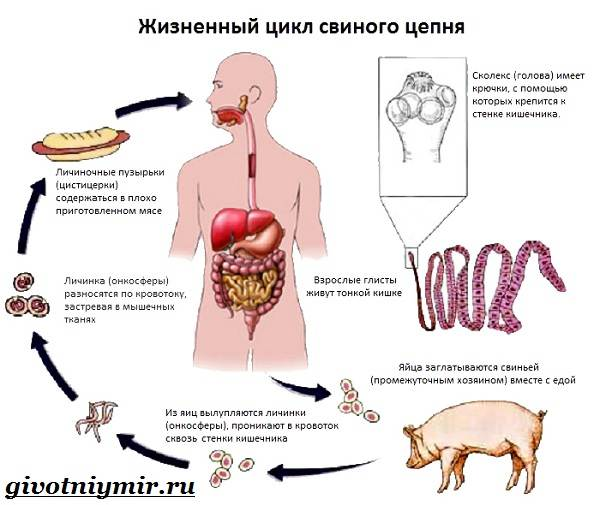 Жизненный цикл свиного цепня
Сколекс (голова) имеет
крючки, с помощью
которых крепится к
стенке кишечника.
Личиночные пузырьки
(цистицерки)
содержаться в плохо
приготовленном мясе
Личинка (онкосферы)
разносятся по кровотоку,
застревая в мышечных
тканях
Взрослые глисты
живут тонкой кишке
Яйца заглатываются свиньей
(промежуточным хозяином) вместе с едой
Из яиц вылупляются личинки
(онкосферы), проникают в кровоток
сквозь стенки кишечника
givotniymir.ru